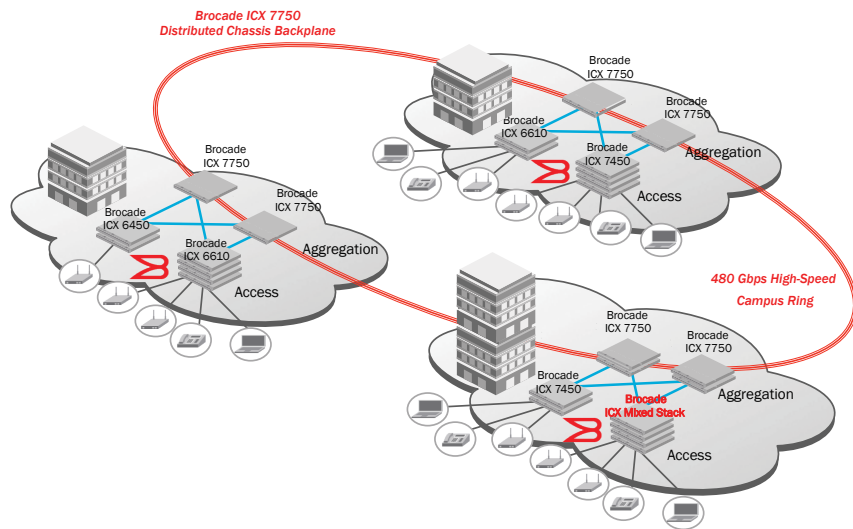 Brocade ICX 7750
Distributed Chassis Backplane
Brocade
ICX 7750
Brocade
ICX 7750
Brocade
ICX 6610
Brocade
ICX 7450
Aggregation
Access
Brocade
ICX 7750
Brocade
ICX 7750
Brocade
ICX 6450
Brocade
ICX 6610
Aggregation
Access
480 Gbps High-Speed
Campus Ring
Brocade
ICX 7750
Brocade
ICX 7750
Brocade
ICX 7450
Brocade
ICX Mixed Stack
Aggregation
Access